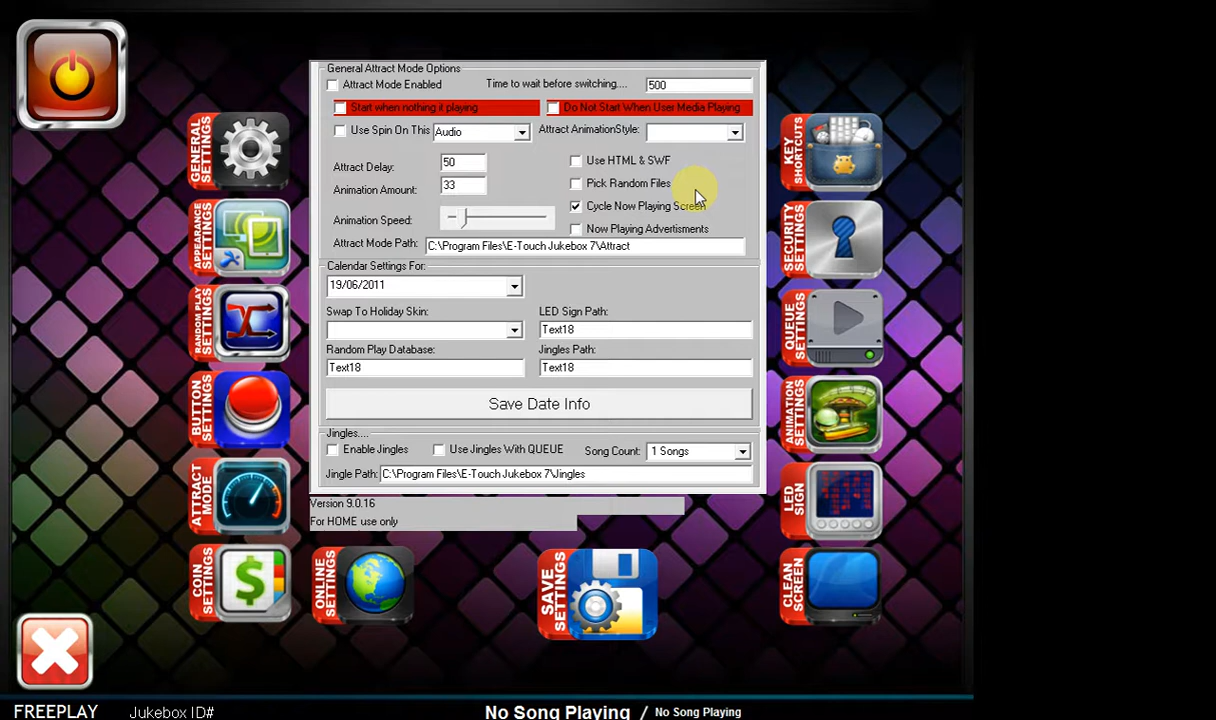 General Attract Mode Options
Attract Mode Enabled
Time to wait before switching....
500
Start when nothing it playing
Do Not Start When User Media Playing
Use Spin On This
Audio
Attract AnimationStyle:
Attract Delay:
50
Use HTML & SWF
Animation Amount:
33
Pick Random Files
Animation Speed:
Cycle Now Playing Screen
Now Playing Advertisments
Attract Mode Path:
C:\Program Files\E-Touch Jukebox 7\Attract
Calendar Settings For:
19/06/2011
Swap To Holiday Skin:
LED Sign Path:
Text18
Random Play Database:
Jingles Path:
Text18
Text18
Save Date Info
Jingles....
Enable Jingles
Use Jingles With QUEUE
Song Count:
1 Songs
Jingle Path:
C:\Program Files\E-Touch Jukebox 7\Jingles
Version 9.0.16
For HOME use only
GENERAL
SETTINGS
APPEARANCE
SETTINGS
RANDOM PLAY
SETTINGS
BUTTON
SETTINGS
ATTRACT
MODE
COIN
SETTINGS
ONLINE
SETTINGS
SAVE
SETTINGS
KEY
SHORTCUTS
SECURITY
SETTINGS
QUEUE
SETTINGS
ANIMATION
SETTINGS
LED
SIGN
CLEAN
SCREEN
FREEPLAY
Jukebox ID#
No Song Playing / No Song Playing